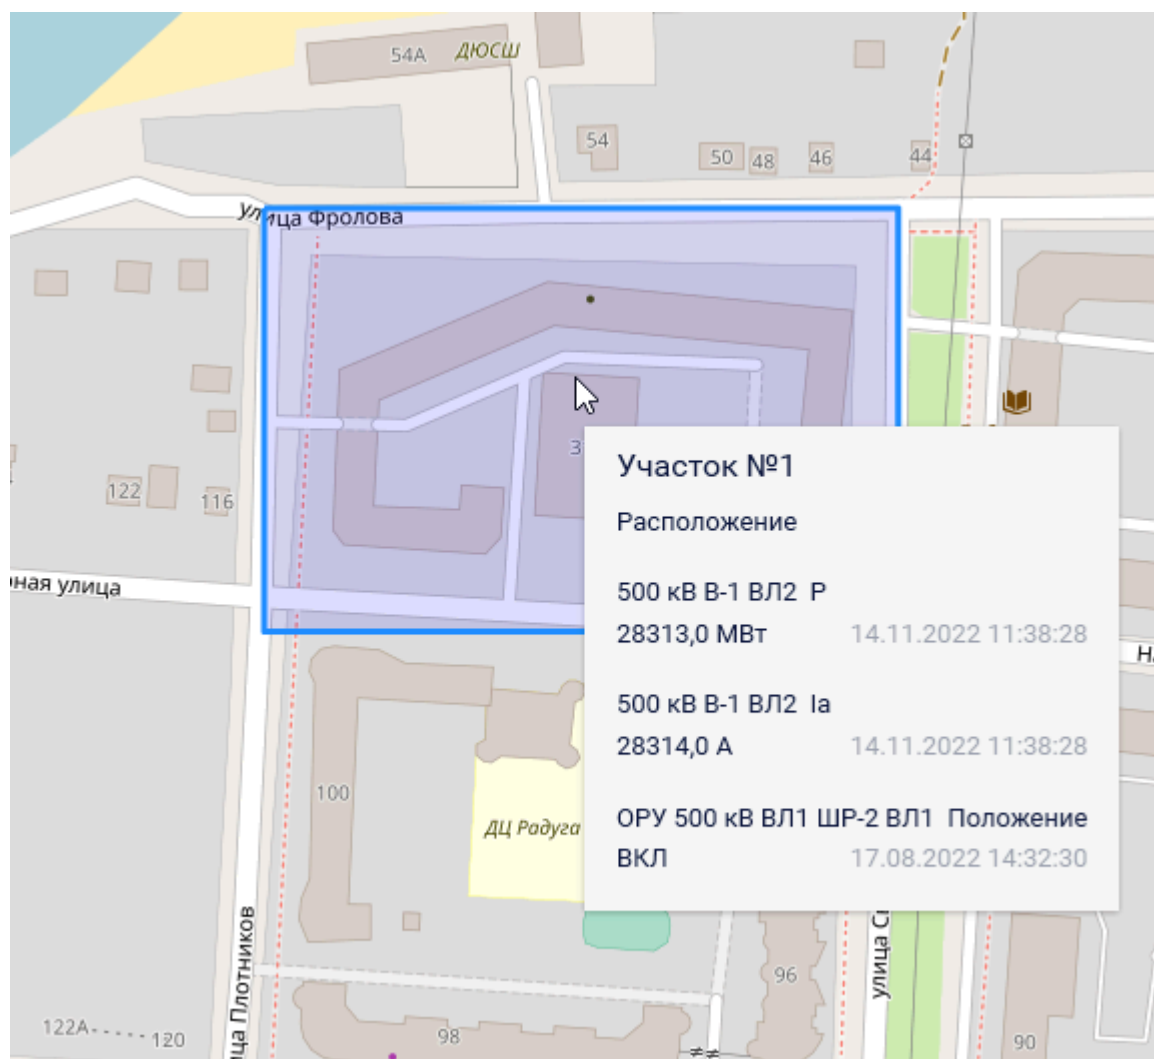 54А ДЮСШ
54
50 48 46 44
улица Фролова
122 116
ная улица
Участок №1
Расположение
500 кВ В-1 ВЛ2 P
28313,0 МВт 14.11.2022 11:38:28
500 кВ В-1 ВЛ2 Ia
28314,0 А 14.11.2022 11:38:28
ОРУ 500 кВ ВЛ1 ШР-2 ВЛ1 Положение
ВКЛ 17.08.2022 14:32:30
100
ДЦ Радуга
ца Плотников
улица С
96
122А 120
98
90